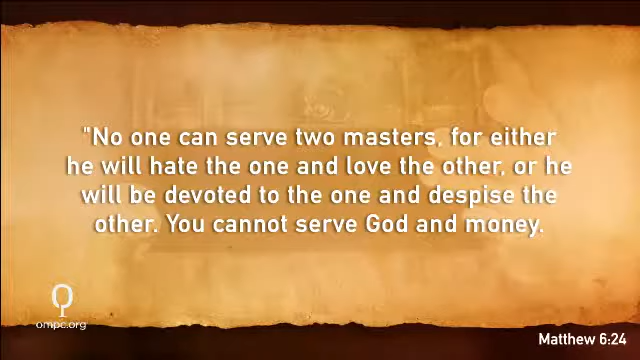 "No one can serve two masters, for either
he will hate the one and love the other, or he
will be devoted to the one and despise the
other. You cannot serve God and money.
ompc.org
Matthew 6:24